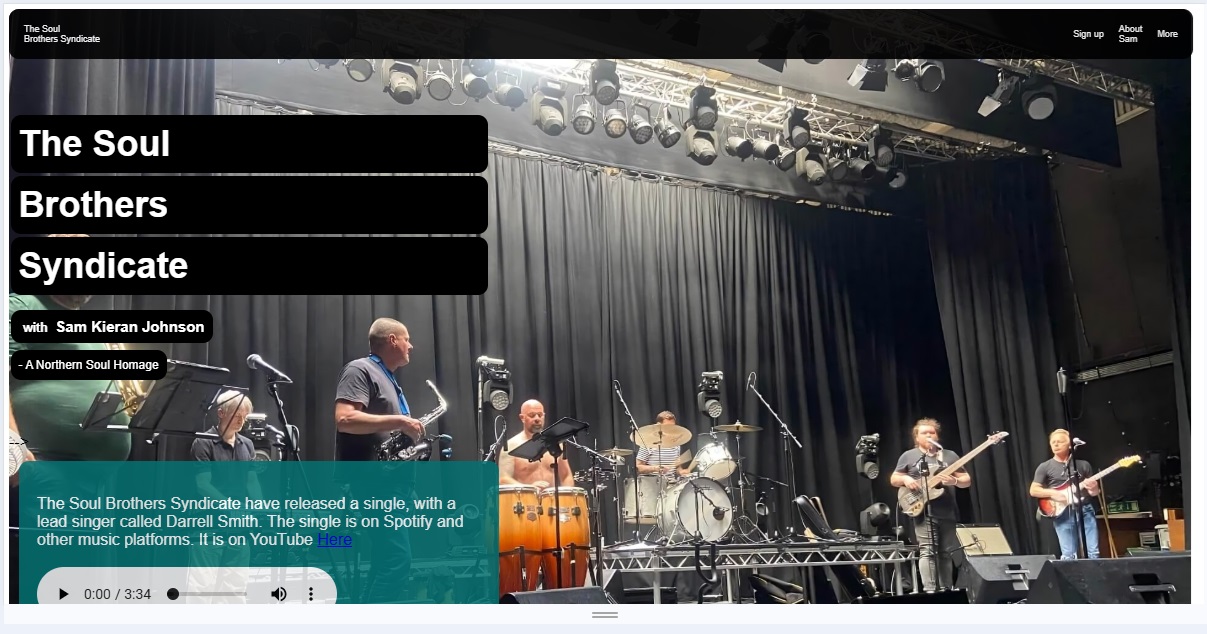 The Soul
Brothers Syndicate
Sign up
About
Sam
More
The Soul
Brothers
Syndicate
with Sam Kieran Johnson
- A Northern Soul Homage
-->
The Soul Brothers Syndicate have released a single, with a
lead singer called Darrell Smith. The single is on Spotify and
other music platforms. It is on YouTube Here
0:00 / 3:34